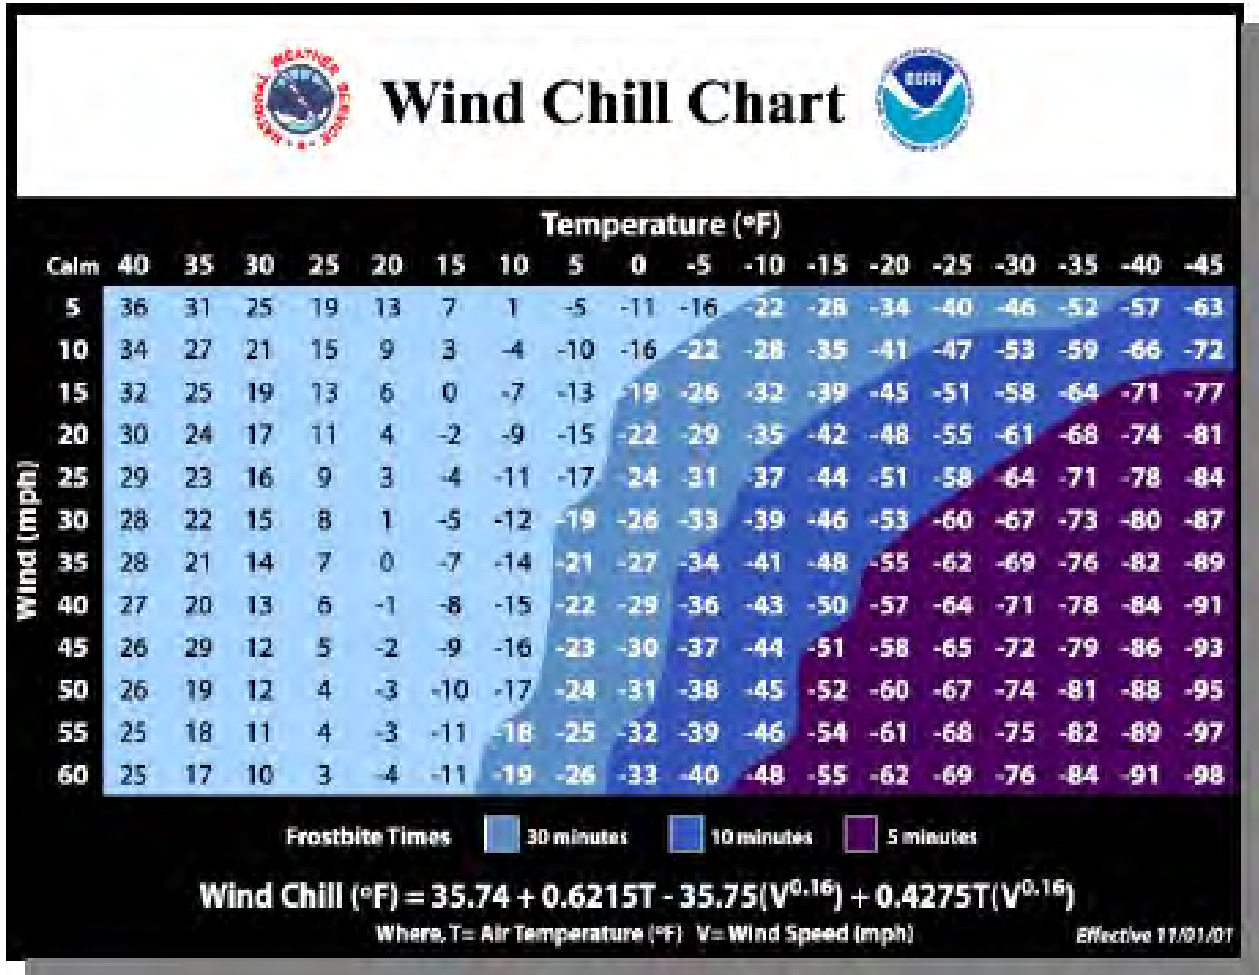 NATIONAL WEATHER SERVICE
Wind Chill Chart
NOAA
Temperature (°F)
Calm 40 35 30 25 20 15 10 5 0 -5 -10 -15 -20 -25 -30 -35 -40 -45
Wind (mph)
5 36 31 25 19 13 7 1 -5 -11 -16 -22 -28 -34 -40 -46 -52 -57 -63
10 34 27 21 15 9 3 -4 -10 -16 -22 -28 -35 -41 -47 -53 -59 -66 -72
15 32 25 19 13 6 0 -7 -13 -19 -26 -32 -39 -45 -51 -58 -64 -71 -77
20 30 24 17 11 4 -2 -9 -15 -22 -29 -35 -42 -48 -55 -61 -68 -74 -81
25 29 23 16 9 3 -4 -11 -17 -24 -31 -37 -44 -51 -58 -64 -71 -78 -84
30 28 22 15 8 1 -5 -12 -19 -26 -33 -39 -46 -53 -60 -67 -73 -80 -87
35 28 21 14 7 0 -7 -14 -21 -27 -34 -41 -48 -55 -62 -69 -76 -82 -89
40 27 20 13 6 -1 -8 -15 -22 -29 -36 -43 -50 -57 -64 -71 -78 -84 -91
45 26 29 12 5 -2 -9 -16 -23 -30 -37 -44 -51 -58 -65 -72 -79 -86 -93
50 26 19 12 4 -3 -10 -17 -24 -31 -38 -45 -52 -60 -67 -74 -81 -88 -95
55 25 18 11 4 -3 -11 -18 -25 -32 -39 -46 -54 -61 -68 -75 -82 -89 -97
60 25 17 10 3 -4 -11 -19 -26 -33 -40 -48 -55 -62 -69 -76 -84 -91 -98
Frostbite Times 30 minutes 10 minutes 5 minutes
Wind Chill (°F) = 35.74 + 0.6215T - 35.75(V^0.16) + 0.4275T(V^0.16)
Where, T= Air Temperature (°F) V= Wind Speed (mph)
Effective 11/01/01